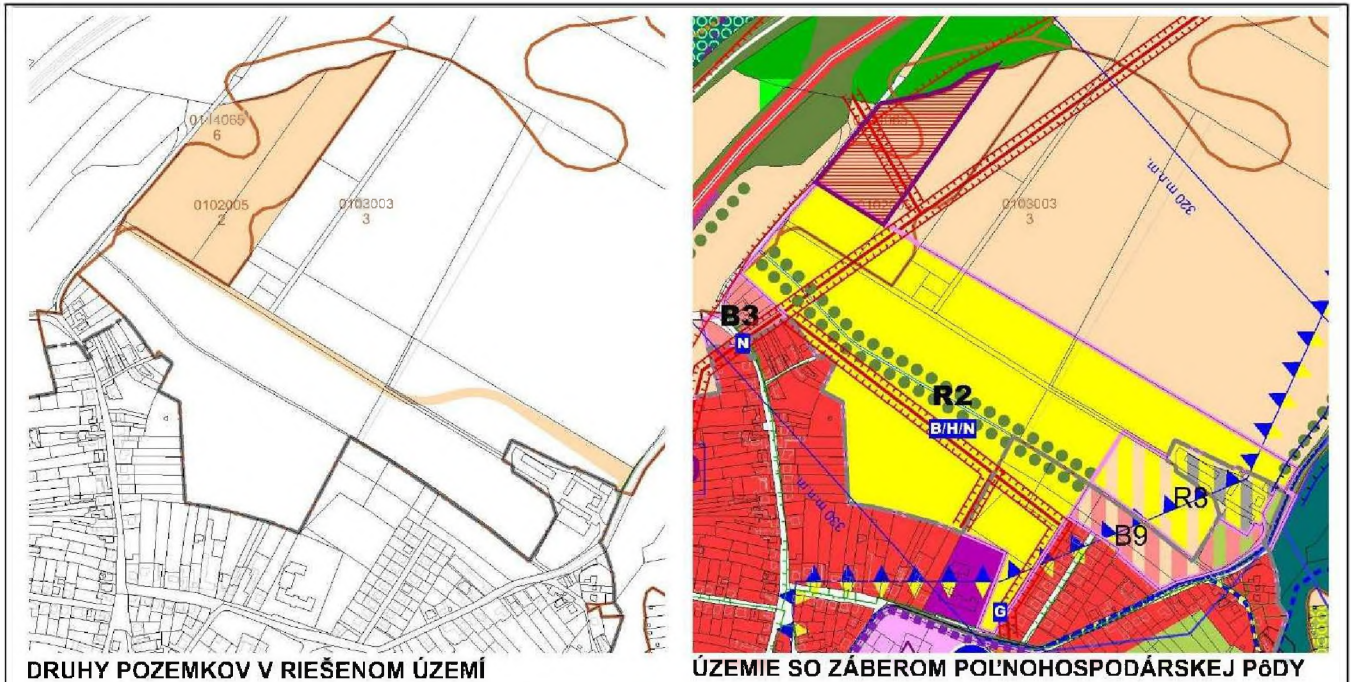 0114065
6
0102005
2
0103003
3
DRUHY POZEMKOV V RIEŠENOM ÚZEMÍ
0103003
3
320 m.n.m.
B3
N
R2
B/H/N
330 m.n.m.
R8
B9
G
ÚZEMIE SO ZÁBEROM POĽNOHOSPODÁRSKEJ PôDY